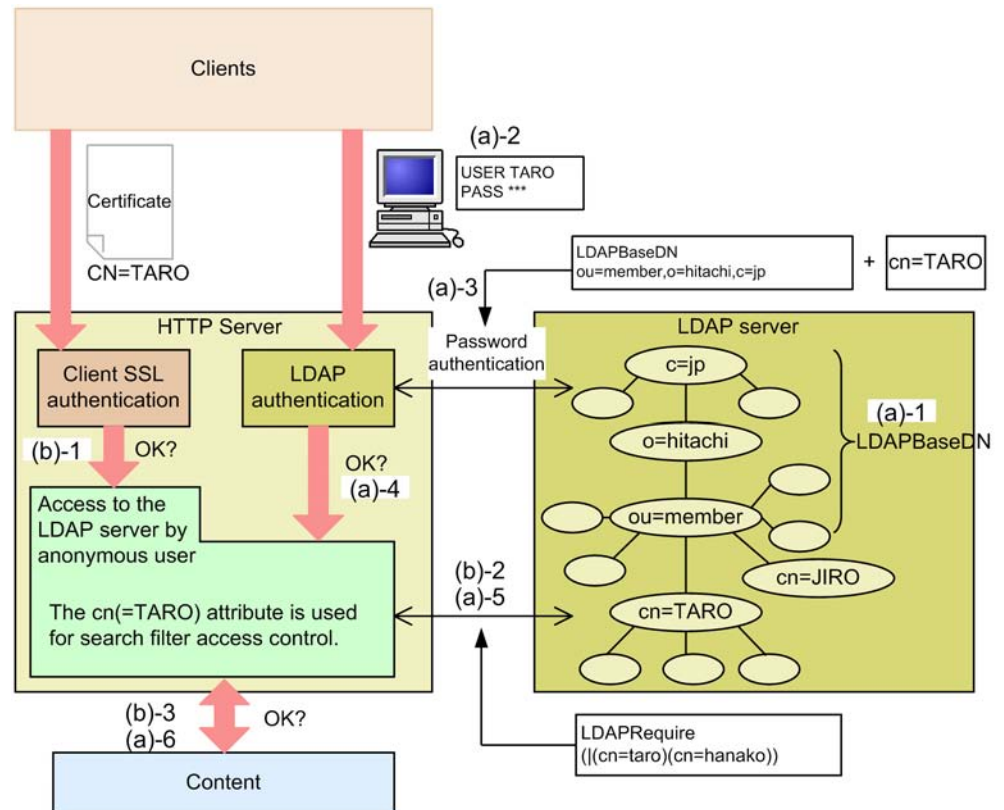 Clients
(a)-2
USER TARO
PASS ***
Certificate
CN=TARO
LDAPBaseDN
ou=member,o=hitachi,c=jp
+
cn=TARO
(a)-3
HTTP Server
Password
authentication
LDAP server
Client SSL
authentication
LDAP
authentication
c=jp
(a)-1
LDAPBaseDN
o=hitachi
(b)-1
OK?
OK?
(a)-4
Access to the
LDAP server by
anonymous user
ou=member
cn=JIRO
The cn(=TARO) attribute is used
for search filter access control.
(b)-2
(a)-5
cn=TARO
(b)-3
(a)-6
OK?
LDAPRequire
(|(cn=taro)(cn=hanako))
Content